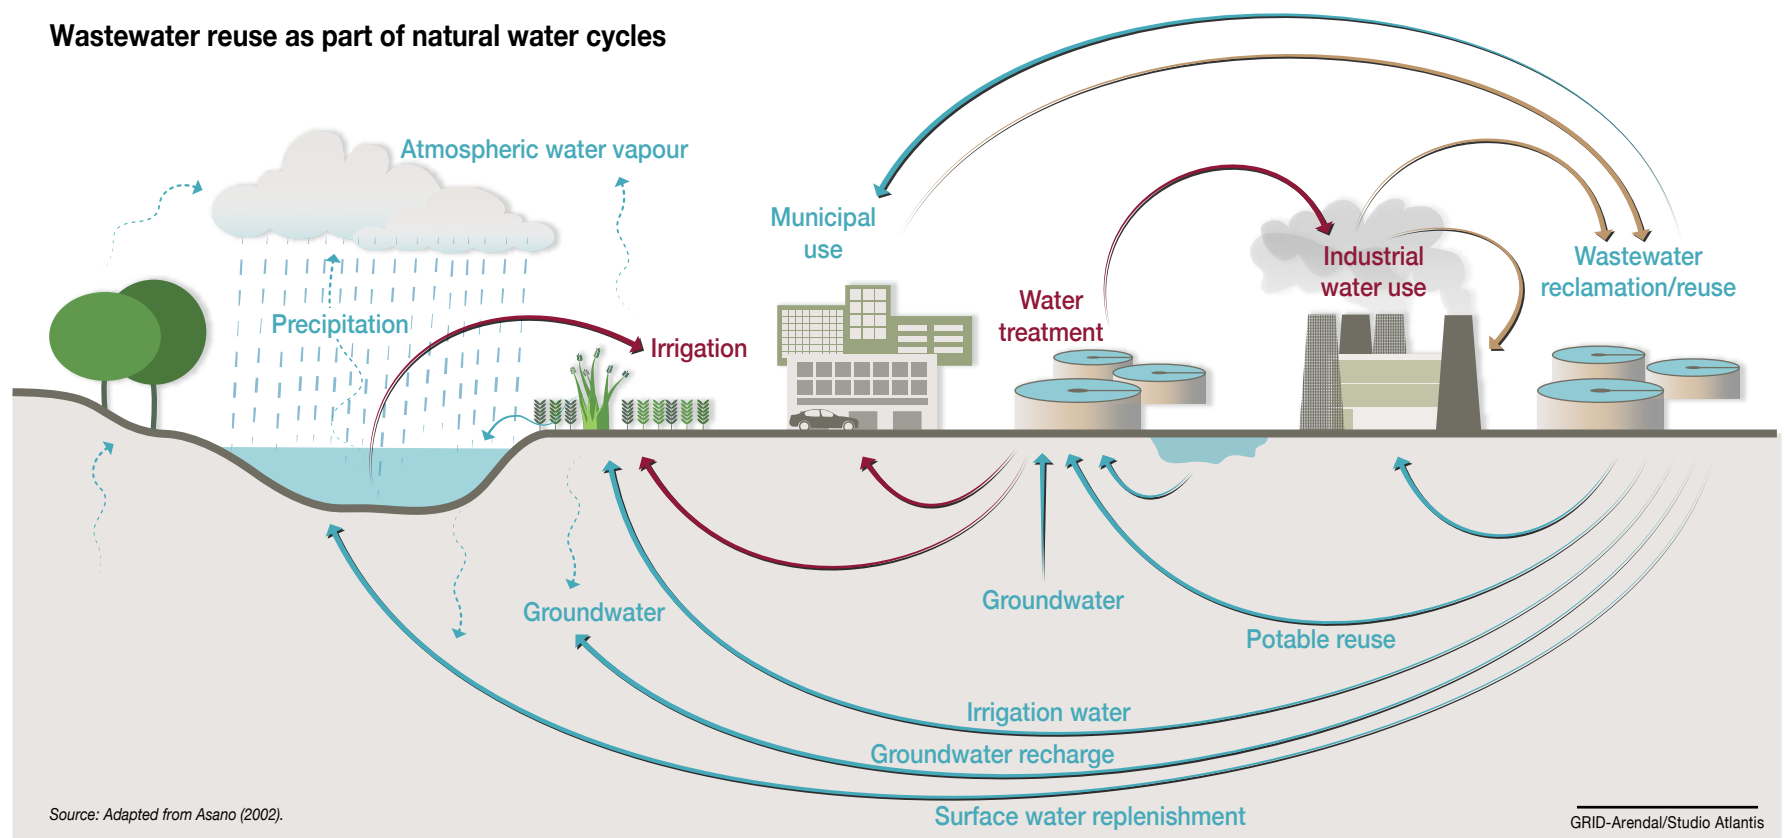 Wastewater reuse as part of natural water cycles
Atmospheric water vapour
Municipal
use
Precipitation
Irrigation
Water
treatment
Industrial
water use
Wastewater
reclamation/reuse
Groundwater
Groundwater
Potable reuse
Irrigation water
Groundwater recharge
Surface water replenishment
Source: Adapted from Asano (2002).
GRID-Arendal/Studio Atlantis